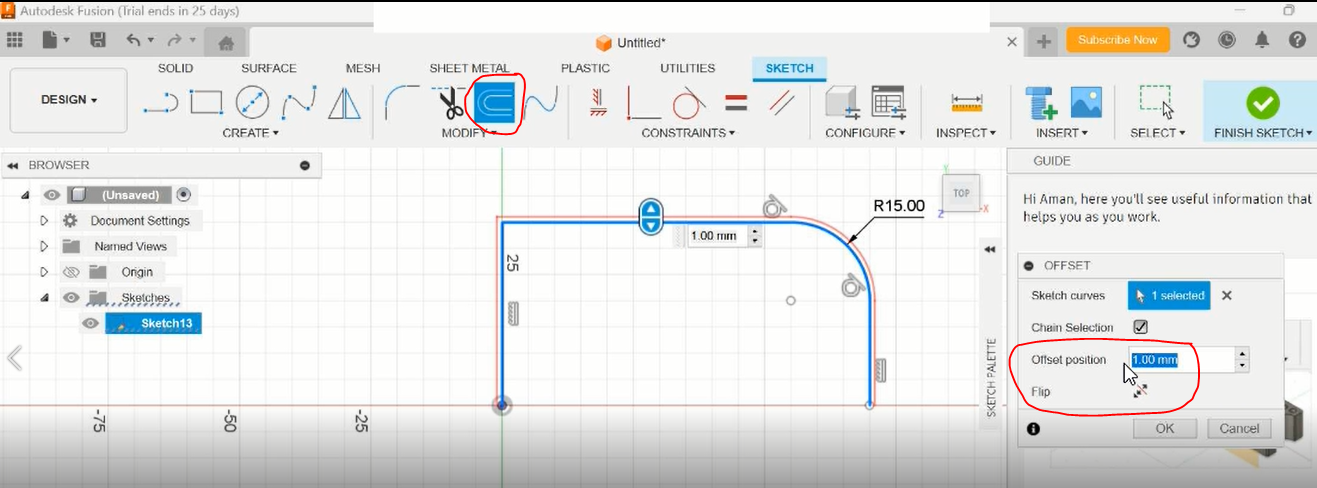 Autodesk Fusion (Trial ends in 25 days)
Untitled*
Subscribe Now
SOLID SURFACE MESH SHEET METAL PLASTIC UTILITIES SKETCH
DESIGN
CREATE MODIFY CONSTRAINTS CONFIGURE INSPECT INSERT SELECT FINISH SKETCH
BROWSER
(Unsaved)
Document Settings
Named Views
Origin
Sketches
Sketch13
-75
-50
-25
25
1.00 mm
R15.00
TOP
Y
X
Z
SKETCH PALETTE
GUIDE
Hi Aman, here you'll see useful information that
helps you as you work.
OFFSET
Sketch curves 1 selected
Chain Selection
Offset position 1.00 mm
Flip
OK Cancel